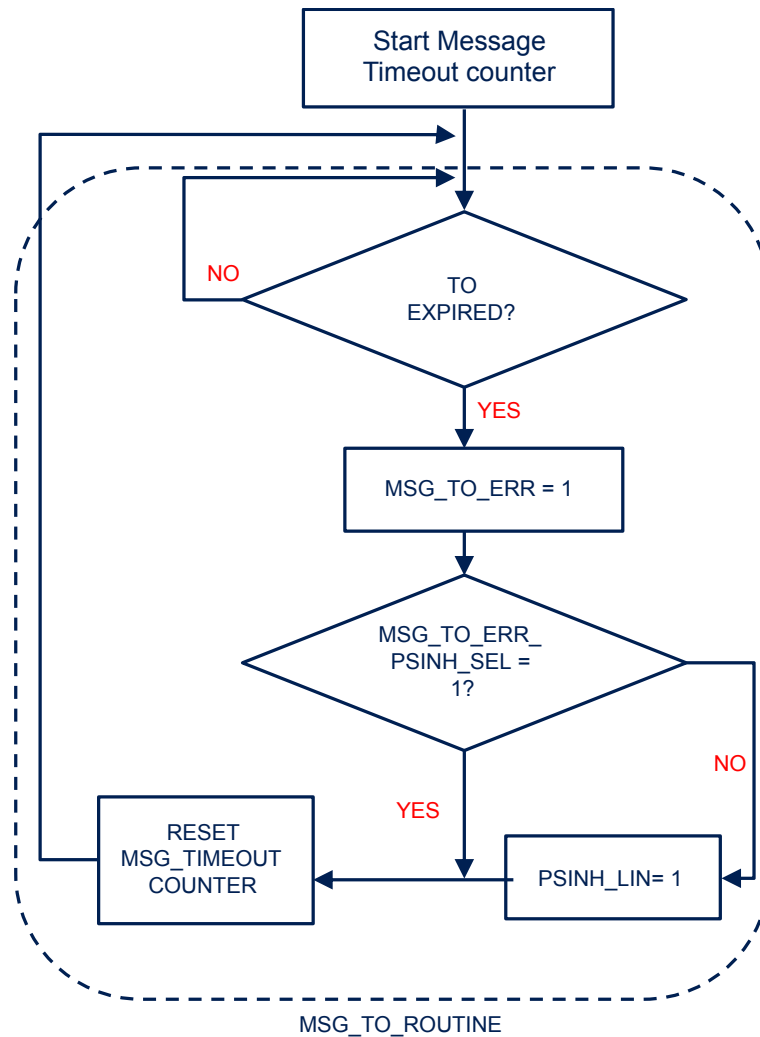 Start Message
Timeout counter
NO
TO
EXPIRED?
YES
MSG_TO_ERR = 1
MSG_TO_ERR_
PSINH_SEL =
1?
NO
YES
RESET
MSG_TIMEOUT
COUNTER
PSINH_LIN= 1
MSG_TO_ROUTINE